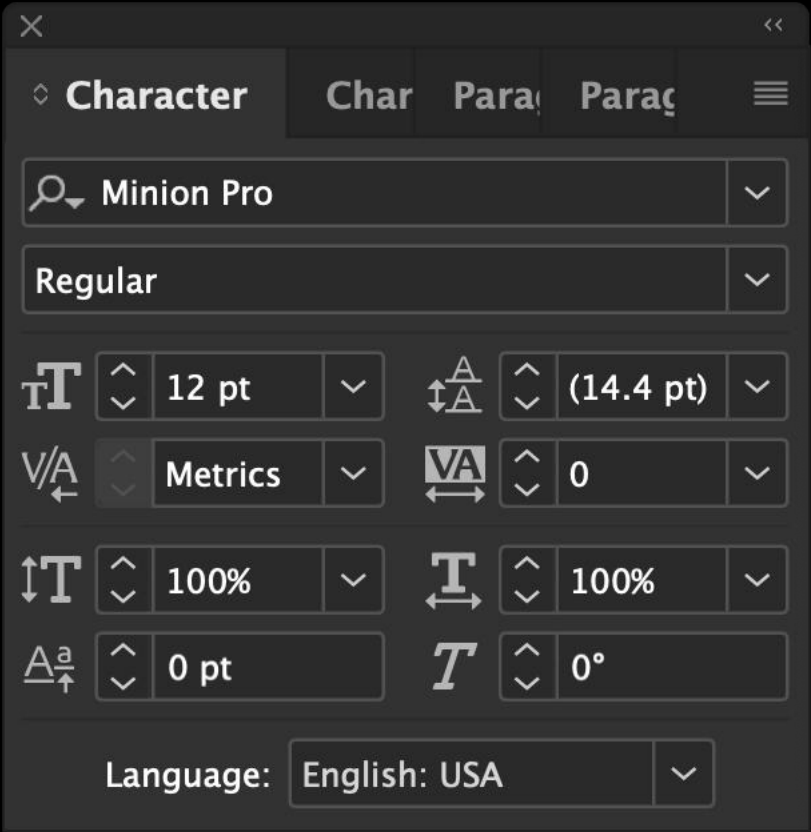 Character Char Para Parag
Minion Pro
Regular
12 pt (14.4 pt)
Metrics 0
100% 100%
0 pt 0°
Language: English: USA